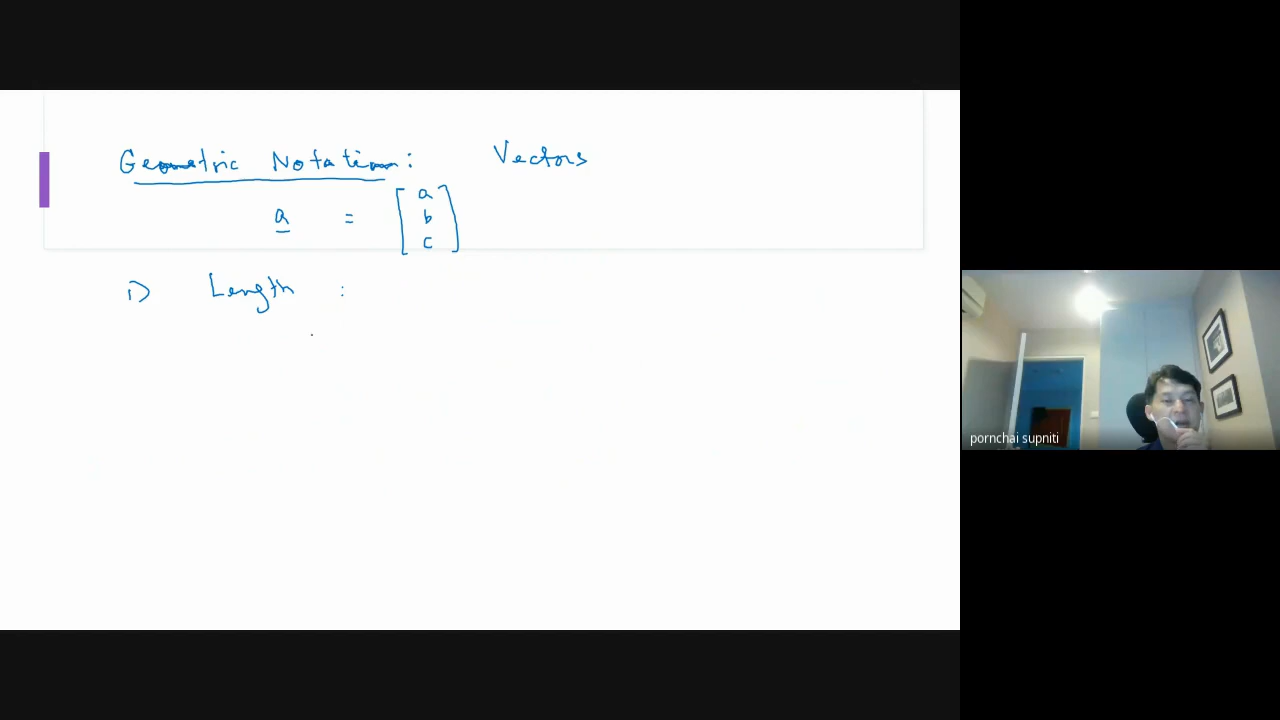 Geometric Notation: Vectors
a = [a
b
c]
1) Length :
pornchai supniti